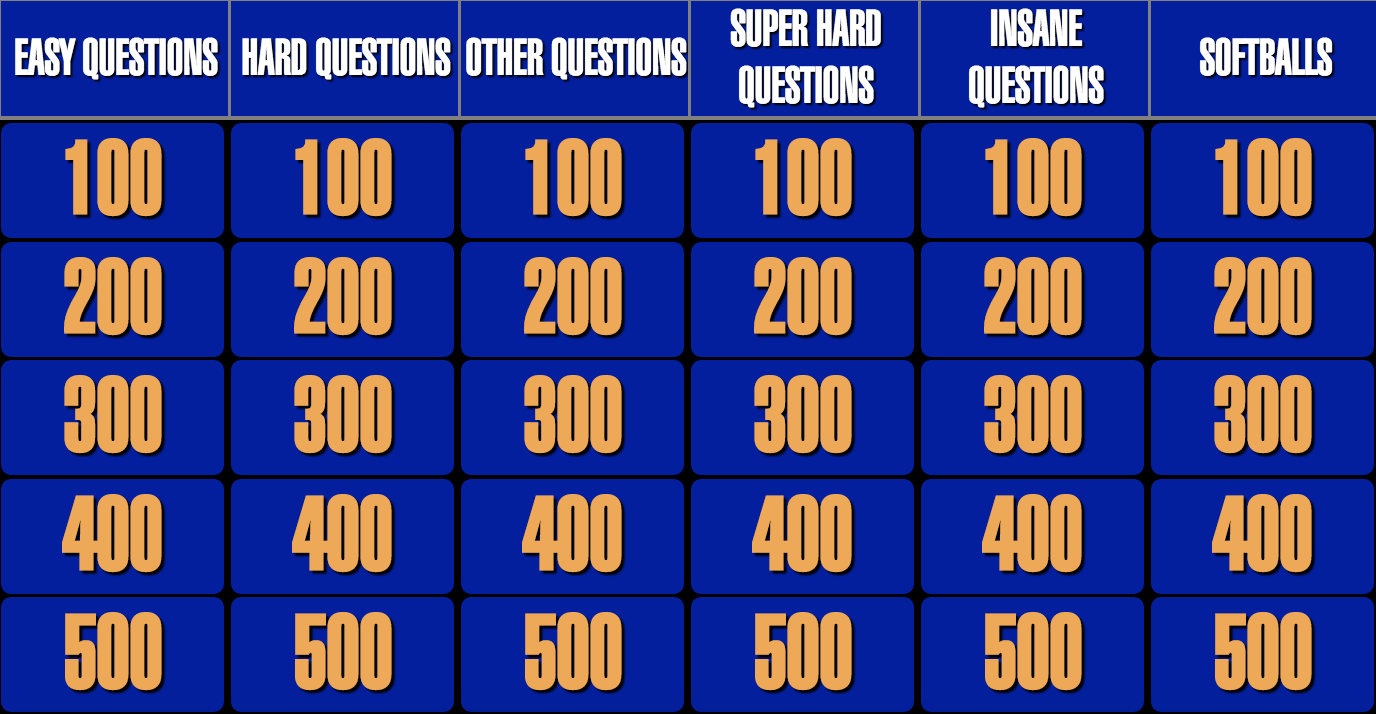 EASY QUESTIONS HARD QUESTIONS OTHER QUESTIONS SUPER HARD QUESTIONS INSANE QUESTIONS SOFTBALLS
100 100 100 100 100 100
200 200 200 200 200 200
300 300 300 300 300 300
400 400 400 400 400 400
500 500 500 500 500 500